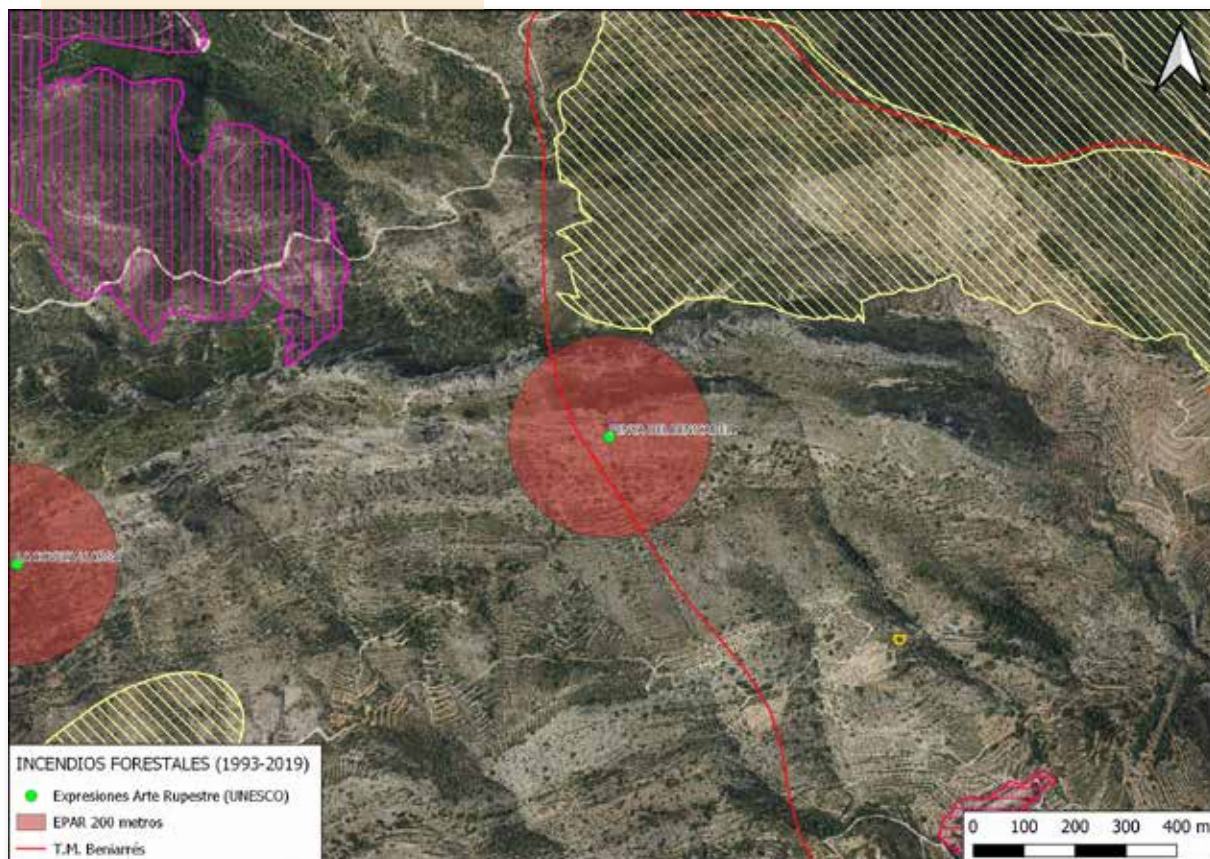 INCENDIOS FORESTALES (1993-2019)
Expresiones Arte Rupestre (UNESCO)
EPAR 200 metros
T.M. Beniarrés
0 100 200 300 400 m